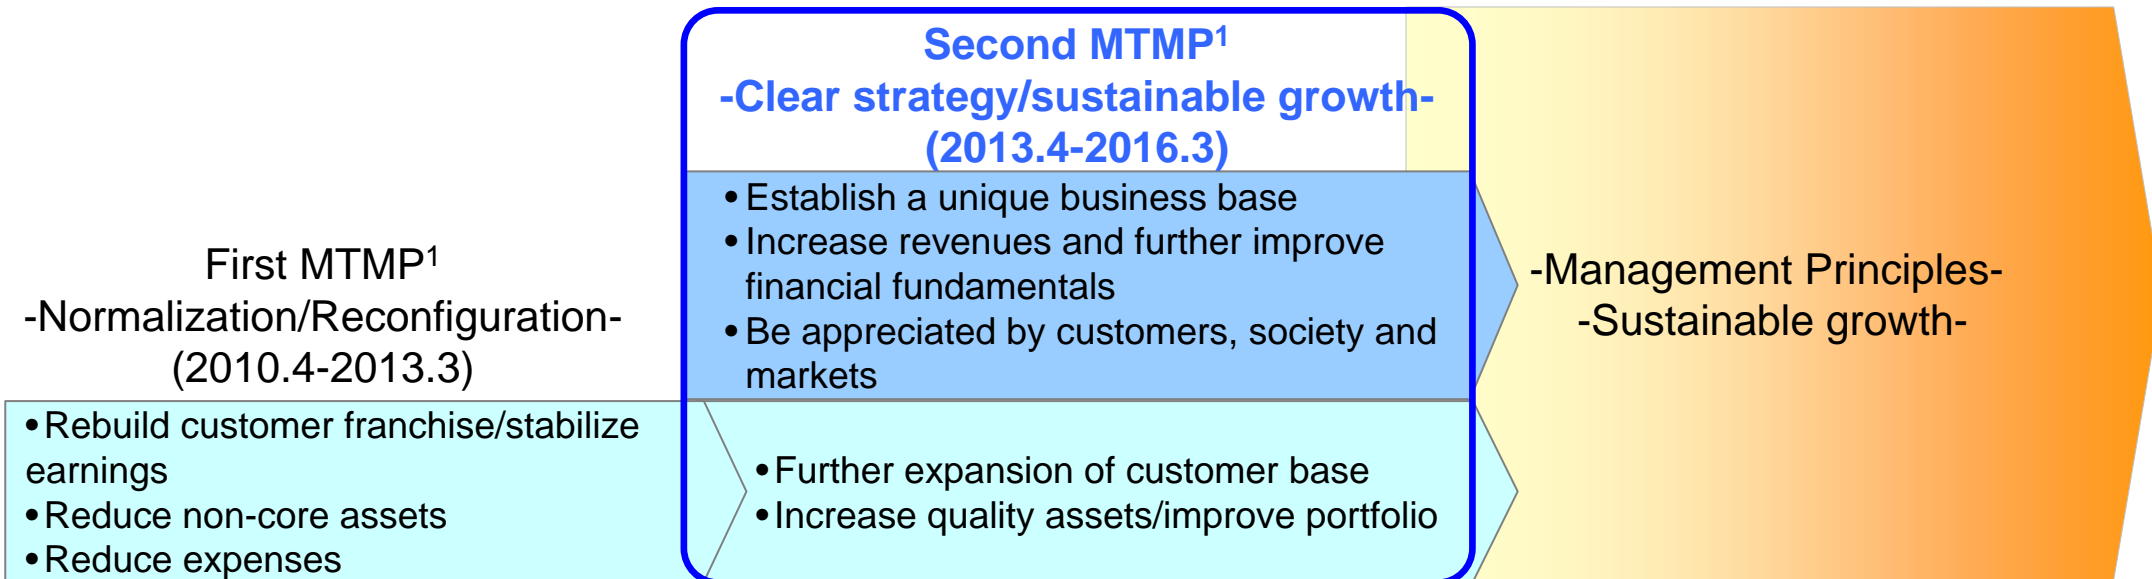 First MTMP¹
-Normalization/Reconfiguration-
(2010.4-2013.3)
•Rebuild customer franchise/stabilize
earnings
•Reduce non-core assets
•Reduce expenses
Second MTMP¹
-Clear strategy/sustainable growth-
(2013.4-2016.3)
•Establish a unique business base
•Increase revenues and further improve
financial fundamentals
•Be appreciated by customers, society and
markets
•Further expansion of customer base
•Increase quality assets/improve portfolio
-Management Principles-
-Sustainable growth-